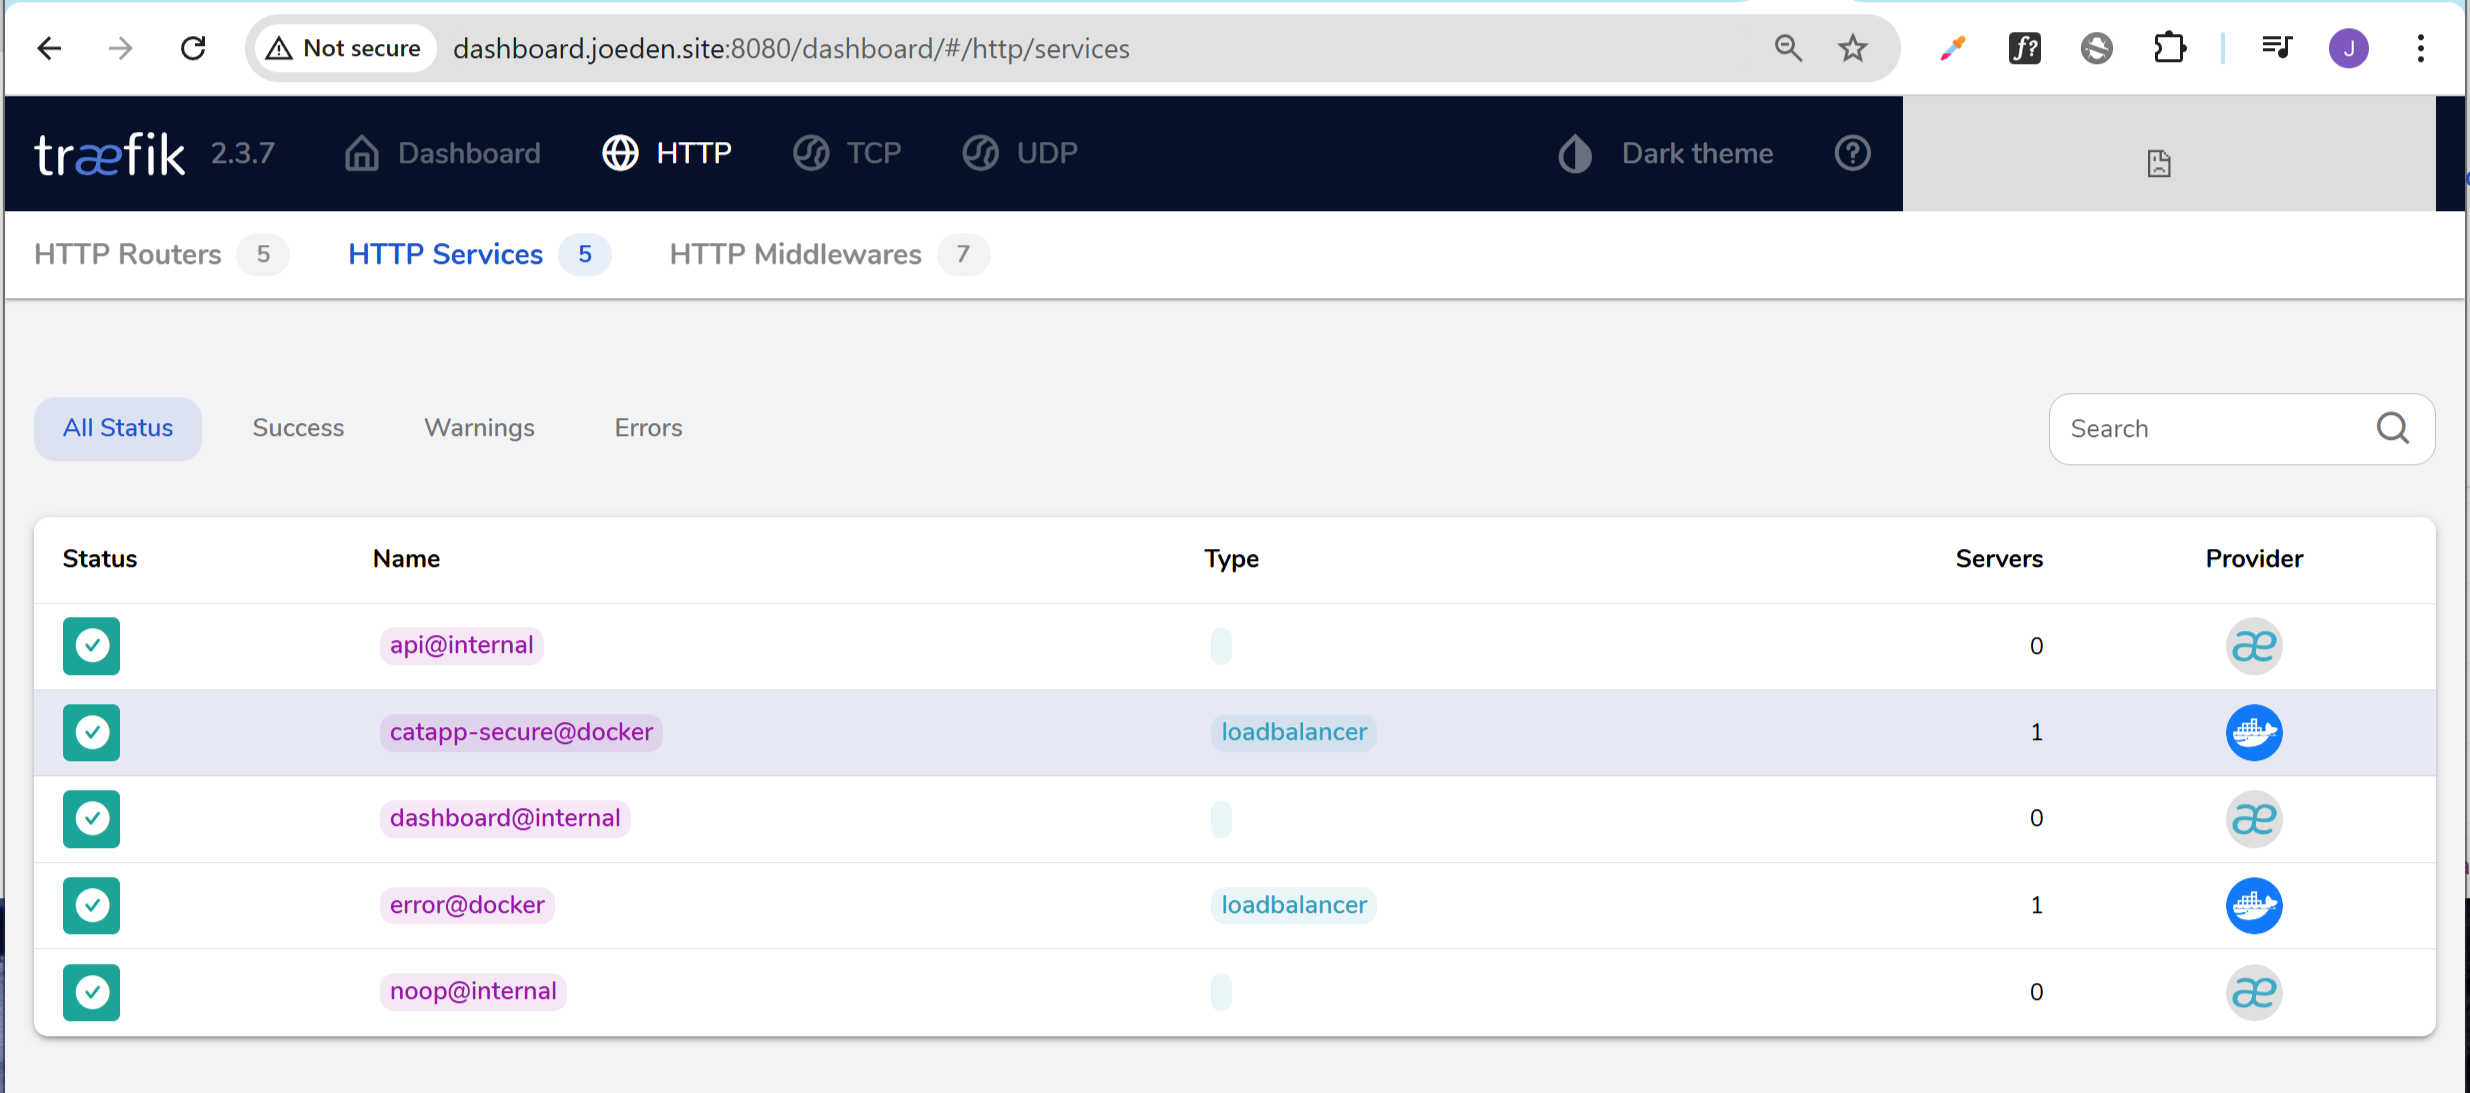 Not secure dashboard.joeden.site:8080/dashboard/#/http/services f? J
træfik 2.3.7 Dashboard HTTP TCP UDP Dark theme ?
HTTP Routers 5 HTTP Services 5 HTTP Middlewares 7
All Status Success Warnings Errors Search
Status Name Type Servers Provider
api@internal 0 æ
catapp-secure@docker loadbalancer 1
dashboard@internal 0 æ
error@docker loadbalancer 1
noop@internal 0 æ